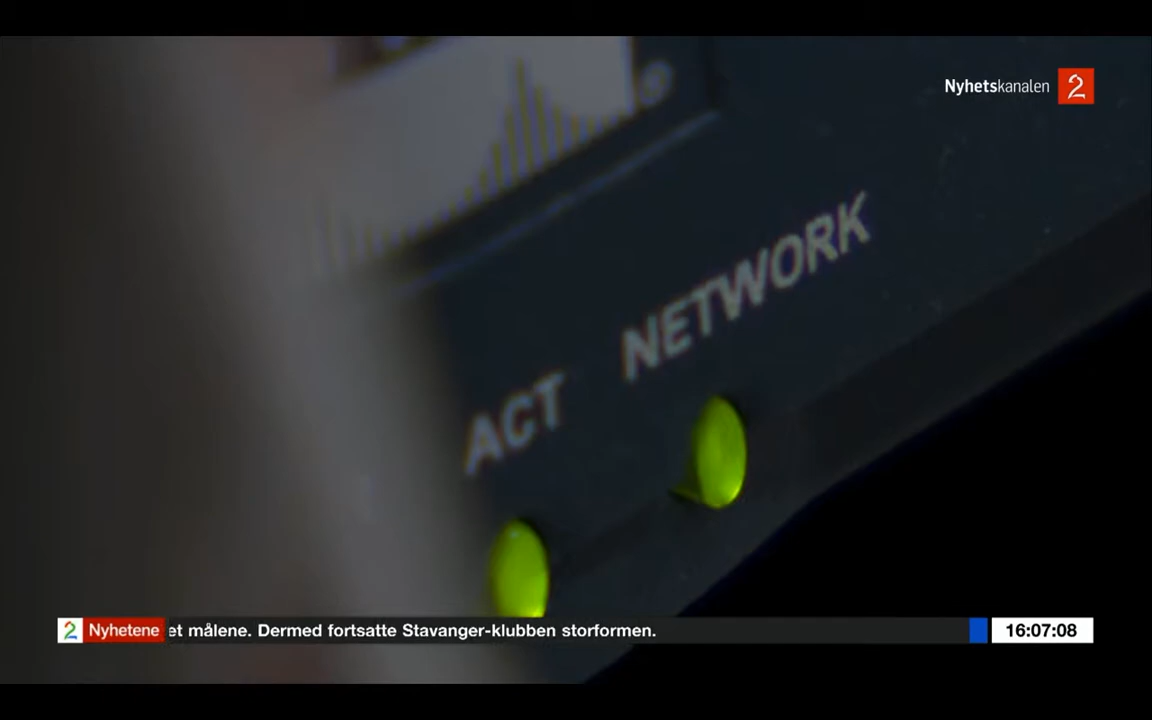 Nyhetskanalen 2
NETWORK
ACT
2 Nyhetene et målene. Dermed fortsatte Stavanger-klubben storformen. 16:07:08